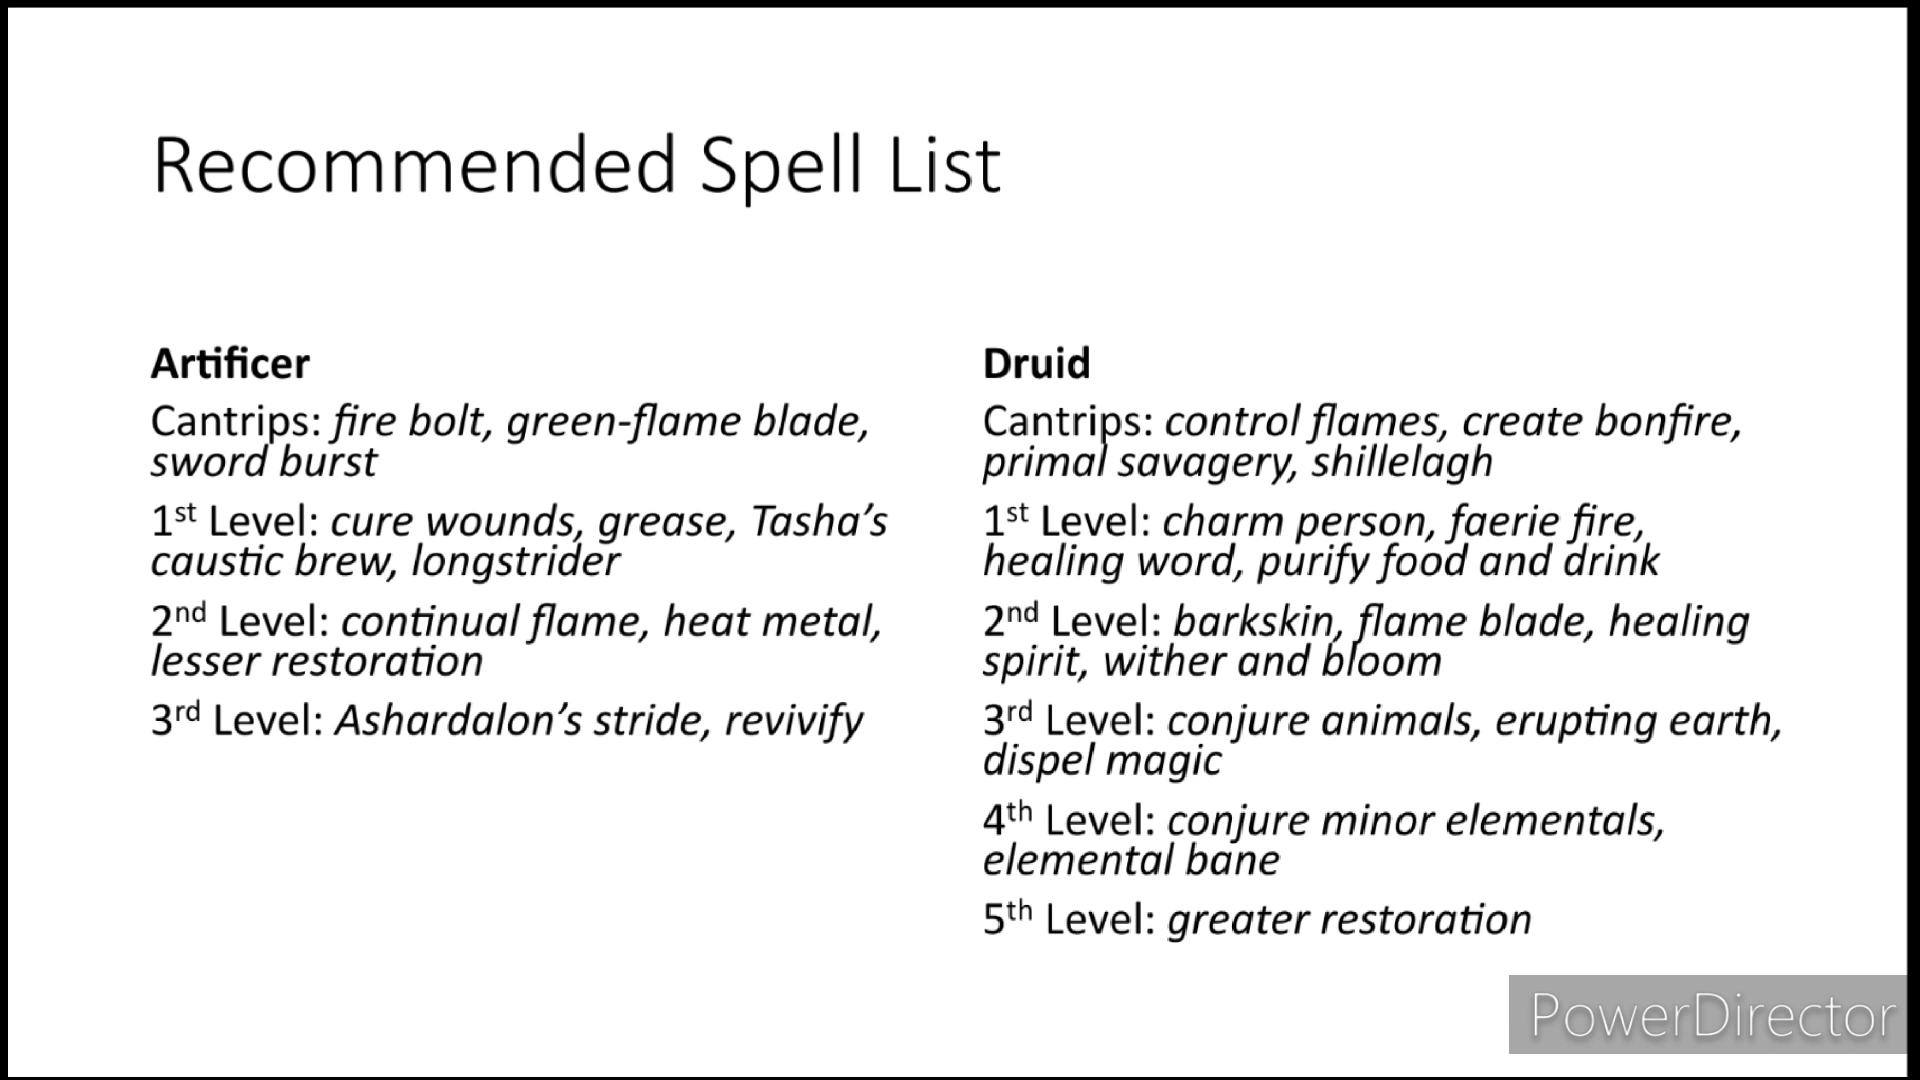 Recommended Spell List
Artificer
Cantrips: fire bolt, green-flame blade,
sword burst
1st Level: cure wounds, grease, Tasha’s
caustic brew, longstrider
2nd Level: continual flame, heat metal,
lesser restoration
3rd Level: Ashardalon’s stride, revivify
Druid
Cantrips: control flames, create bonfire,
primal savagery, shillelagh
1st Level: charm person, faerie fire,
healing word, purify food and drink
2nd Level: barkskin, flame blade, healing
spirit, wither and bloom
3rd Level: conjure animals, erupting earth,
dispel magic
4th Level: conjure minor elementals,
elemental bane
5th Level: greater restoration
PowerDirector